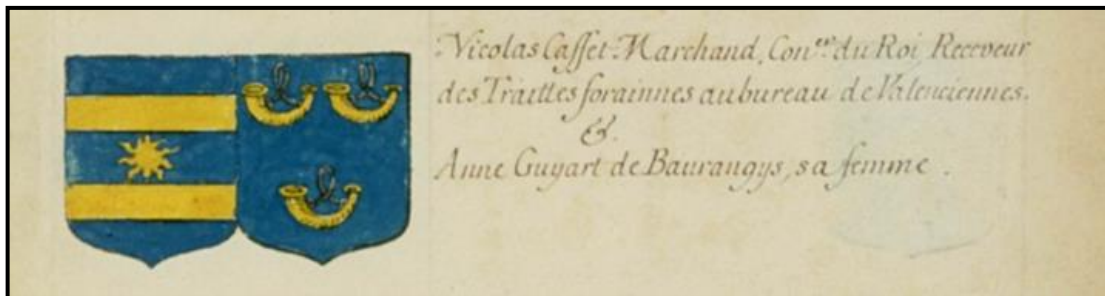 Nicolas Casset Marchand, Con.er du Roi, Receveur
des Traittes forainnes au bureau de Valenciennes.
&.
Anne Guyart de Baurangys, sa femme.